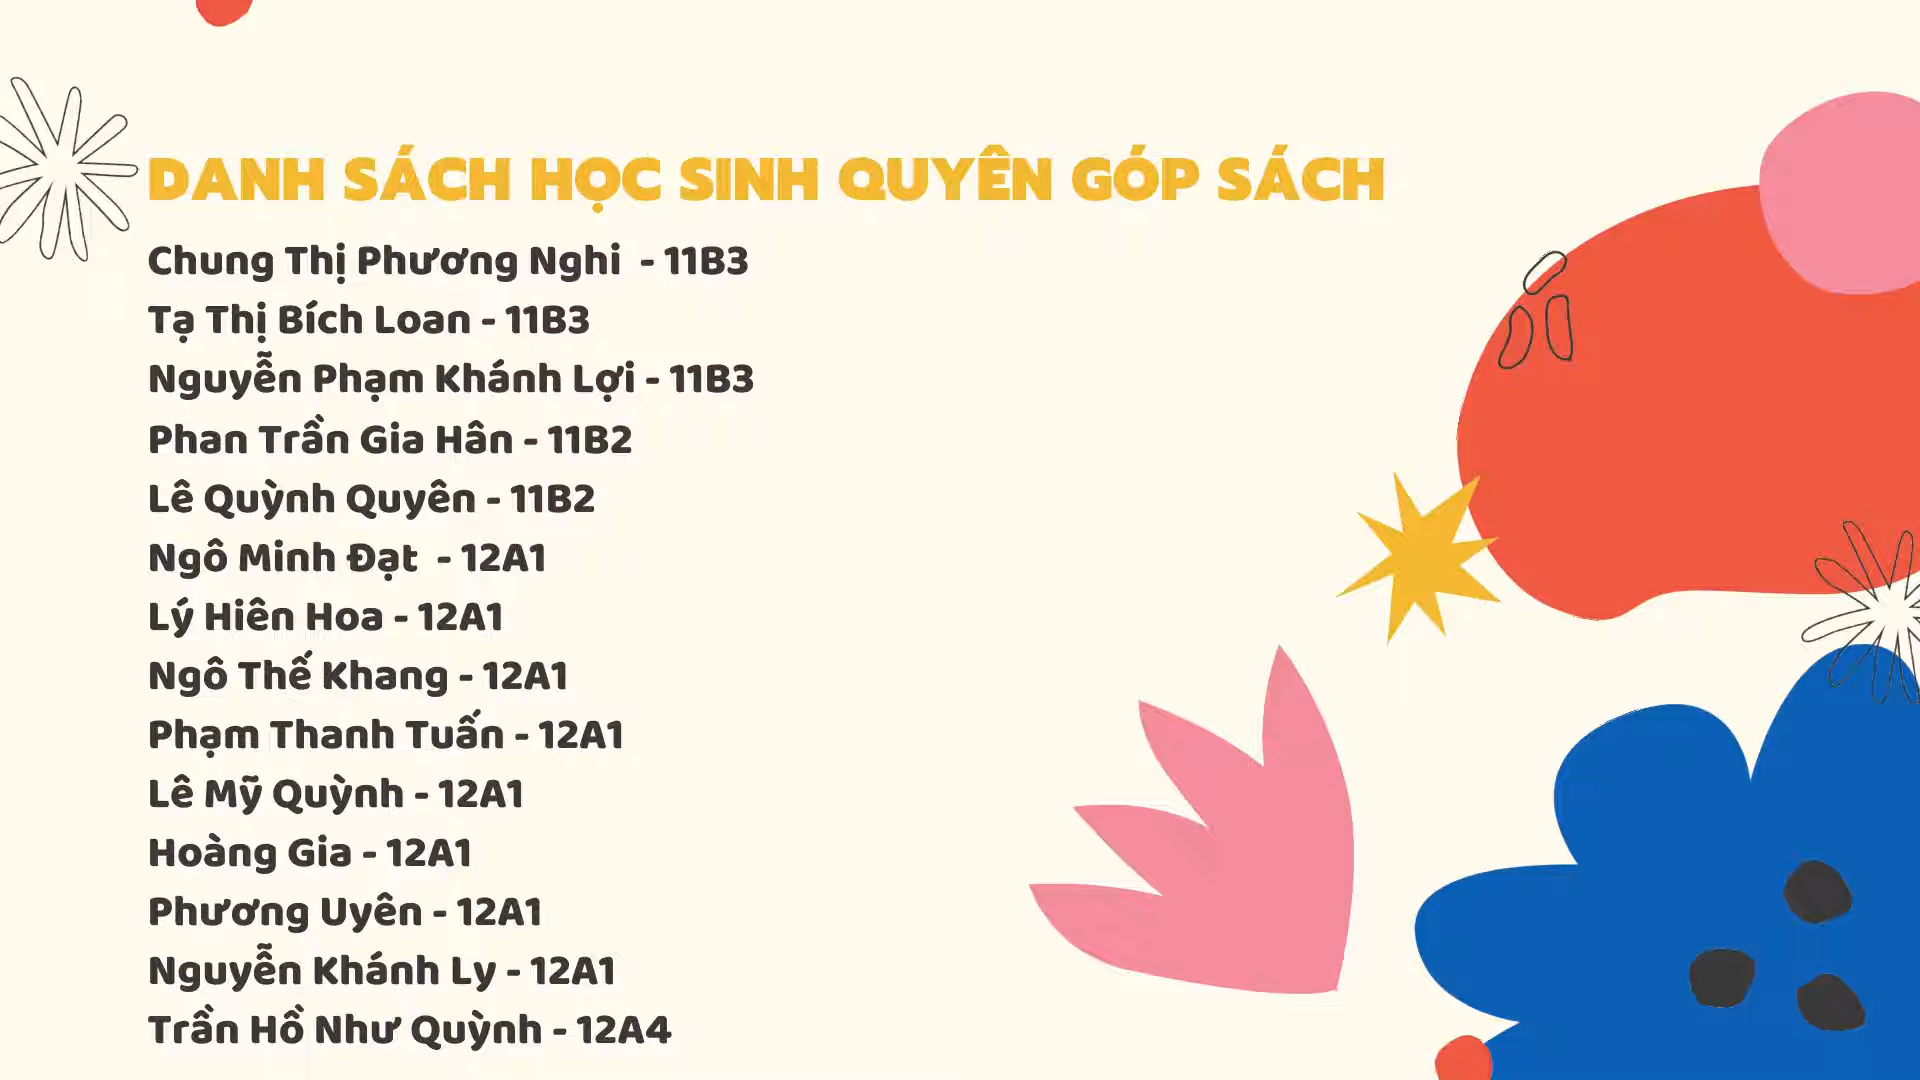 DANH SÁCH HỌC SINH QUYÊN GÓP SÁCH
Chung Thị Phương Nghi - 11B3
Tạ Thị Bích Loan - 11B3
Nguyễn Phạm Khánh Lợi - 11B3
Phan Trần Gia Hân - 11B2
Lê Quỳnh Quyên - 11B2
Ngô Minh Đạt - 12A1
Lý Hiên Hoa - 12A1
Ngô Thế Khang - 12A1
Phạm Thanh Tuấn - 12A1
Lê Mỹ Quỳnh - 12A1
Hoàng Gia - 12A1
Phương Uyên - 12A1
Nguyễn Khánh Ly - 12A1
Trần Hồ Như Quỳnh - 12A4